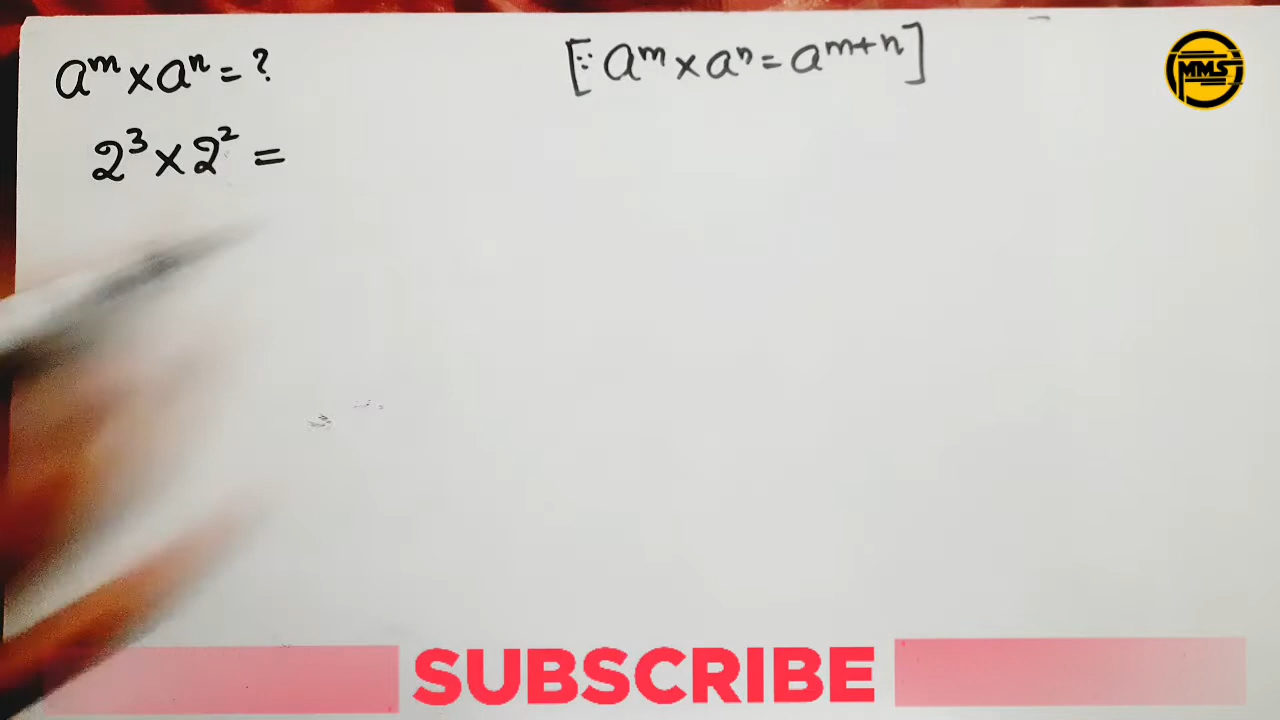 aᵐ × aⁿ = ?
[∵ aᵐ × aⁿ = aᵐ⁺ⁿ]
MMS
2³ × 2² =
SUBSCRIBE